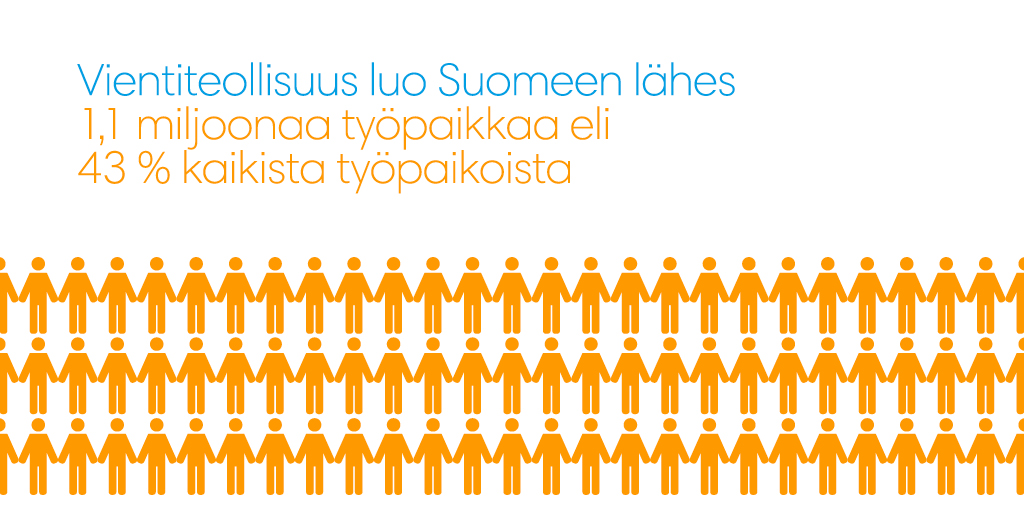 Vientiteollisuus luo Suomeen lähes
1,1 miljoonaa työpaikkaa eli
43 % kaikista työpaikoista